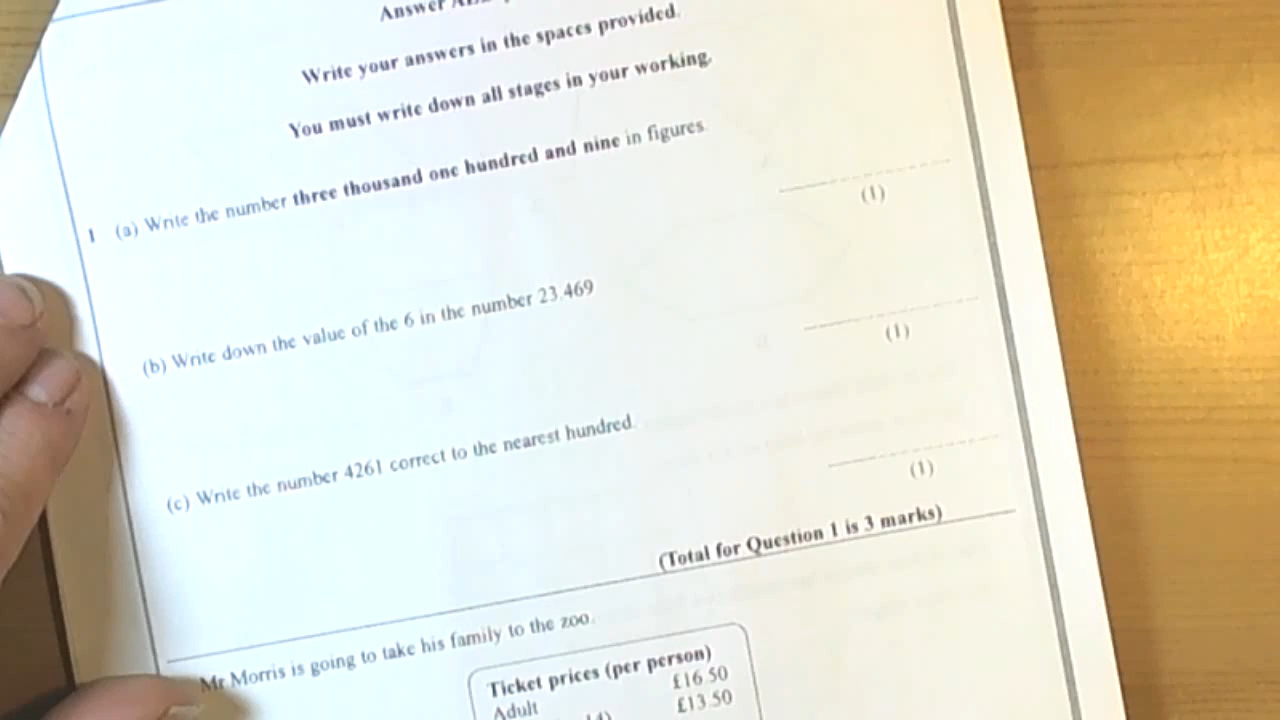 Answer
Write your answers in the spaces provided.
You must write down all stages in your working.
1 (a) Write the number three thousand one hundred and nine in figures.
(1)
(b) Write down the value of the 6 in the number 23.469
(1)
(c) Write the number 4261 correct to the nearest hundred.
(1)
(Total for Question 1 is 3 marks)
Mr Morris is going to take his family to the zoo.
Ticket prices (per person)
Adult £16.50
£13.50